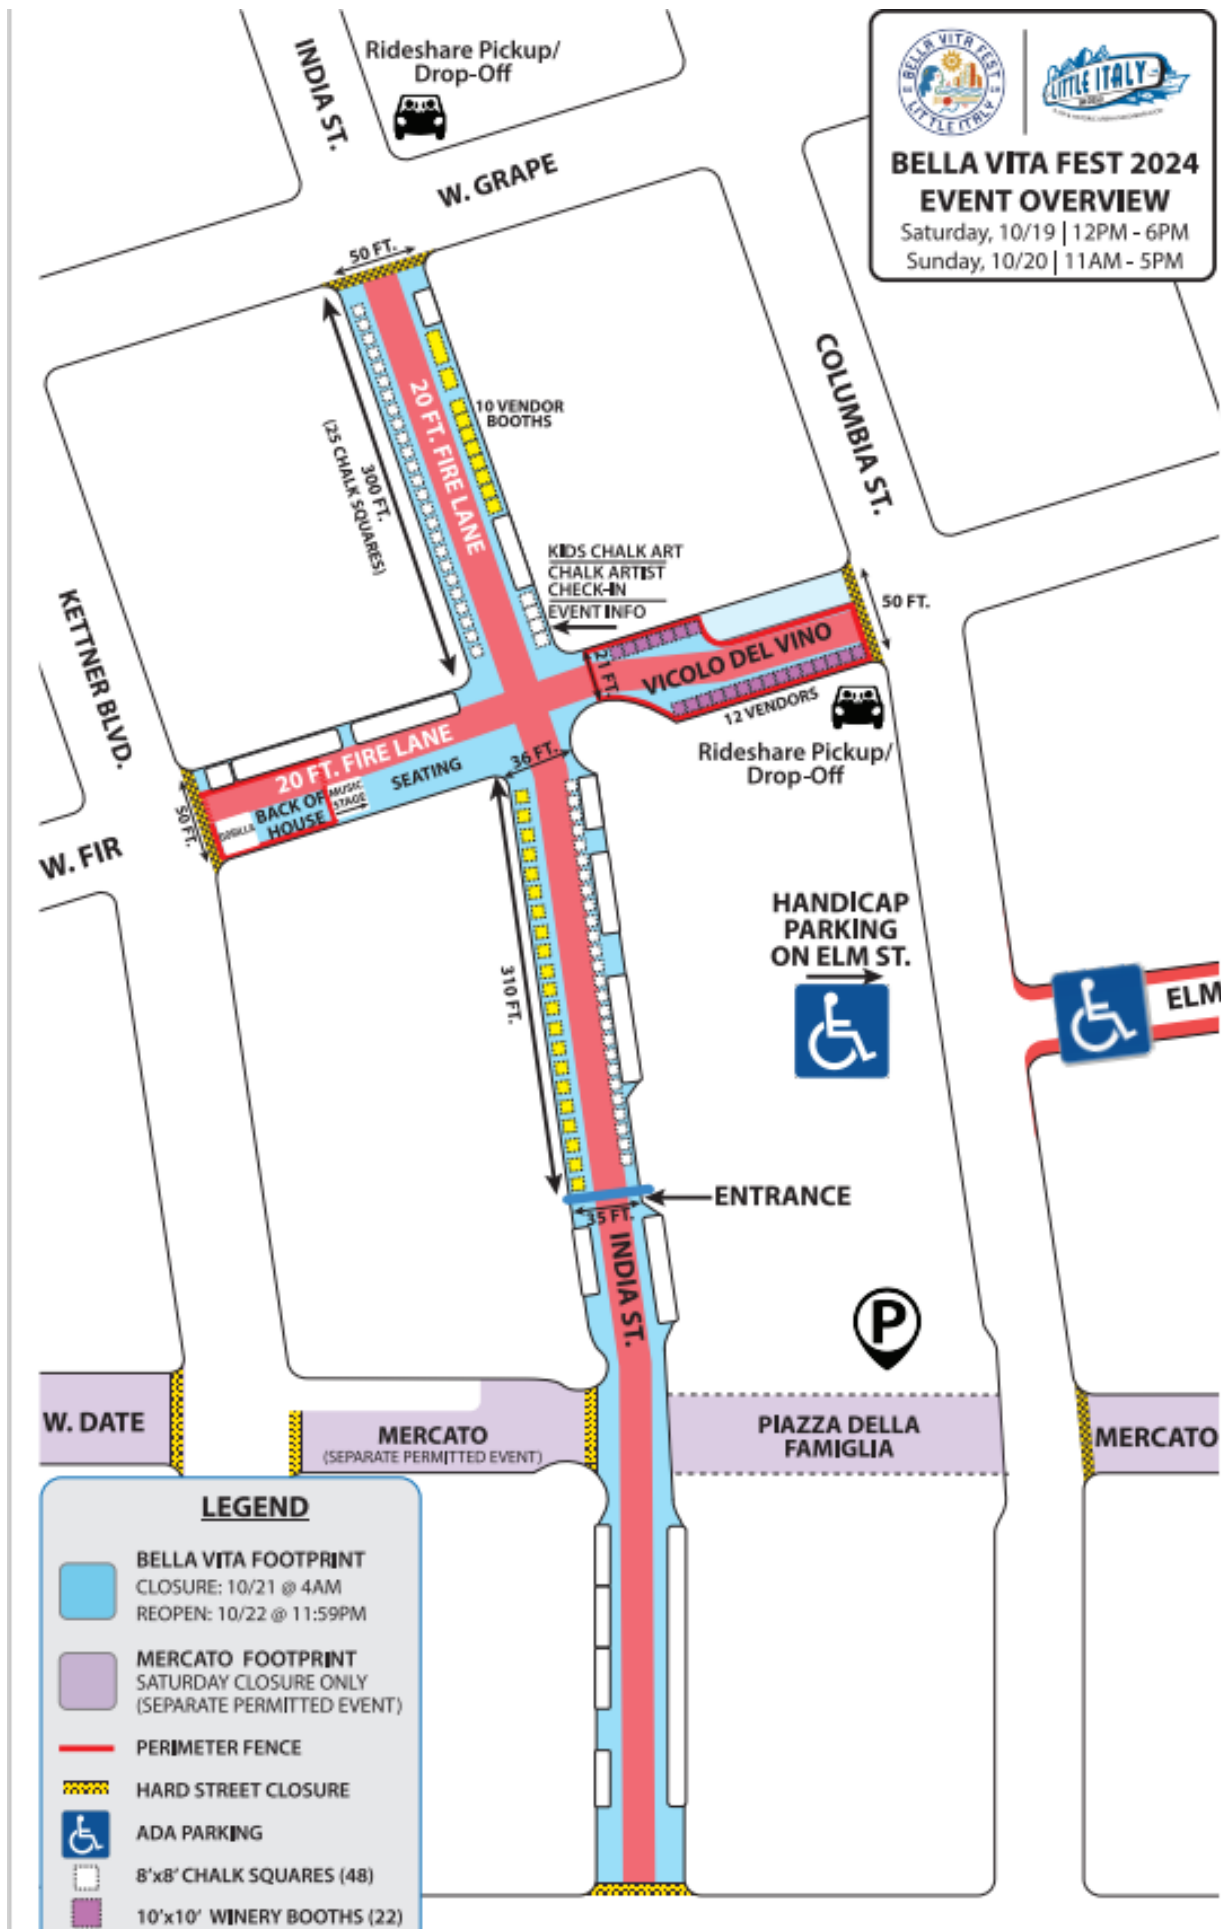 INDIA ST.
Rideshare Pickup/
Drop-Off
W. GRAPE
BELLA VITA FEST
LITTLE ITALY
LITTLE ITALY
BELLA VITA FEST 2024
EVENT OVERVIEW
Saturday, 10/19 | 12PM - 6PM
Sunday, 10/20 | 11AM - 5PM
50 FT.
20 FT. FIRE LANE
10 VENDOR
BOOTHS
300 FT.
(25 CHALK SQUARES)
COLUMBIA ST.
KIDS CHALK ART
CHALK ARTIST
CHECK-IN
EVENT INFO
50 FT.
21 FT.
VICOLO DEL VINO
12 VENDORS
Rideshare Pickup/
Drop-Off
KETTNER BLVD.
20 FT. FIRE LANE
36 FT.
SEATING
MUSIC
STAGE
BACK OF
HOUSE
50 FT.
W. FIR
HANDICAP
PARKING
ON ELM ST.
ELM
310 FT.
ENTRANCE
35 FT.
INDIA ST.
P
W. DATE
MERCATO
(SEPARATE PERMITTED EVENT)
PIAZZA DELLA
FAMIGLIA
MERCATO
LEGEND
BELLA VITA FOOTPRINT
CLOSURE: 10/21 @ 4AM
REOPEN: 10/22 @ 11:59PM
MERCATO FOOTPRINT
SATURDAY CLOSURE ONLY
(SEPARATE PERMITTED EVENT)
PERIMETER FENCE
HARD STREET CLOSURE
ADA PARKING
8'x8' CHALK SQUARES (48)
10'x10' WINERY BOOTHS (22)